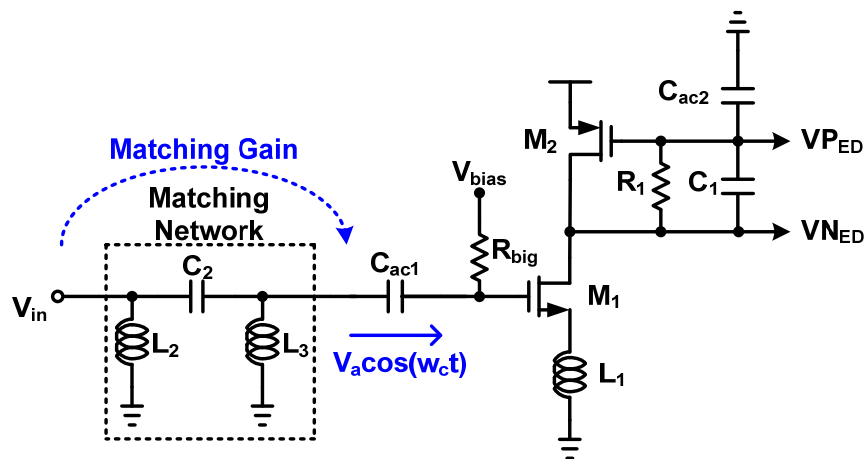 Matching Gain
Matching
Network
V_in
C_2
L_2
L_3
C_ac1
V_acos(w_ct)
V_bias
R_big
M_2
M_1
L_1
R_1
C_1
C_ac2
VP_ED
VN_ED